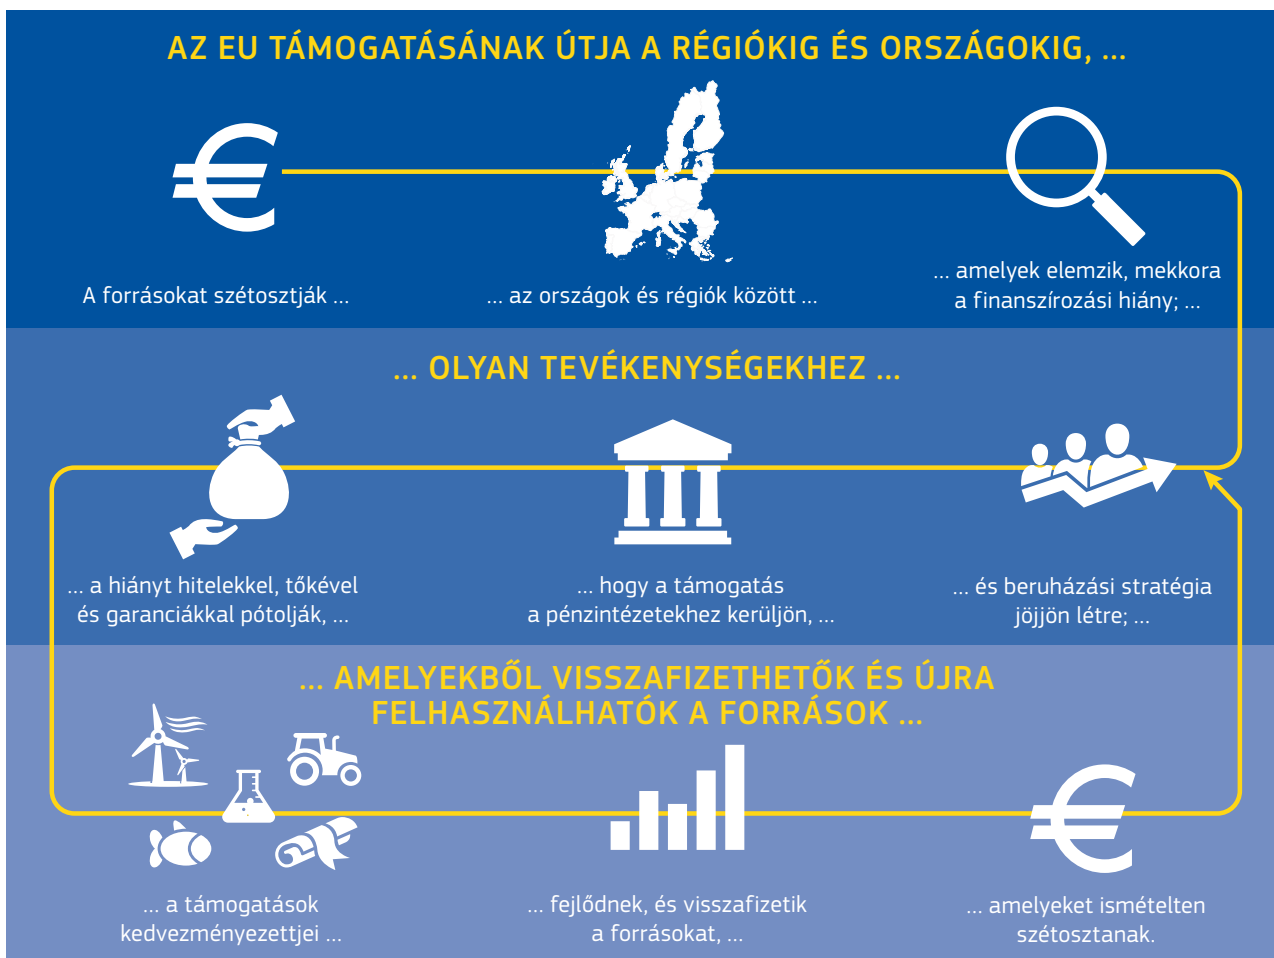 AZ EU TÁMOGATÁSÁNAK ÚTJA A RÉGIÓKIG ÉS ORSZÁGOKIG, ...
A forrásokat szétosztják ...
... az országok és régiók között ...
... amelyek elemzik, mekkora
a finanszírozási hiány; ...
... OLYAN TEVÉKENYSÉGEKHEZ ...
... a hiányt hitelekkel, tőkével
és garanciákkal pótolják, ...
... hogy a támogatás
a pénzintézetekhez kerüljön, ...
... és beruházási stratégia
jöjjön létre; ...
... AMELYEKBŐL VISSZAFIZETHETŐK ÉS ÚJRA
FELHASZNÁLHATÓK A FORRÁSOK ...
... a támogatások
kedvezményezettjei ...
... fejlődnek, és visszafizetik
a forrásokat, ...
... amelyeket ismételten
szétosztanak.